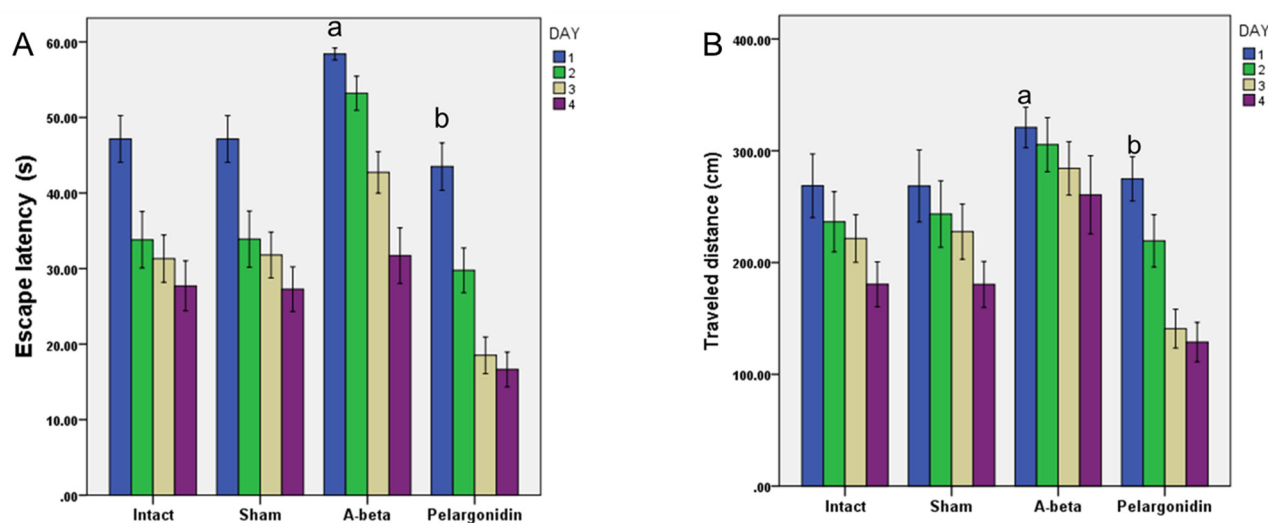 A
Escape latency (s)
60.00
50.00
40.00
30.00
20.00
10.00
.00
a
b
Intact Sham A-beta Pelargonidin
DAY
1
2
3
4
B
Traveled distance (cm)
400.00
300.00
200.00
100.00
.00
a
b
Intact Sham A-beta Pelargonidin
DAY
1
2
3
4